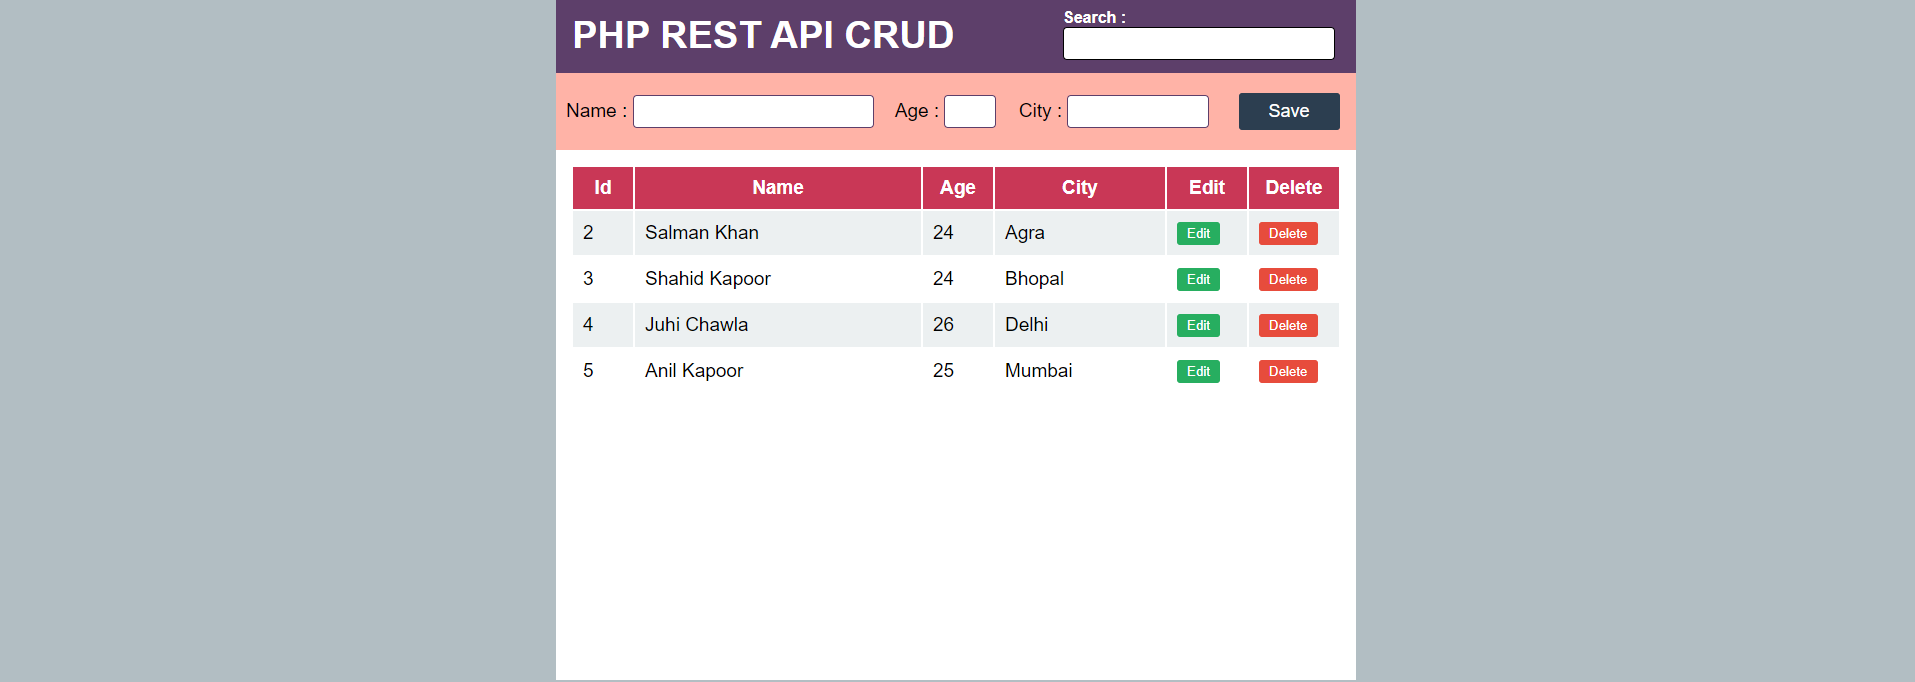 PHP REST API CRUD
Search :
Name : Age : City : Save
Id Name Age City Edit Delete
2 Salman Khan 24 Agra Edit Delete
3 Shahid Kapoor 24 Bhopal Edit Delete
4 Juhi Chawla 26 Delhi Edit Delete
5 Anil Kapoor 25 Mumbai Edit Delete